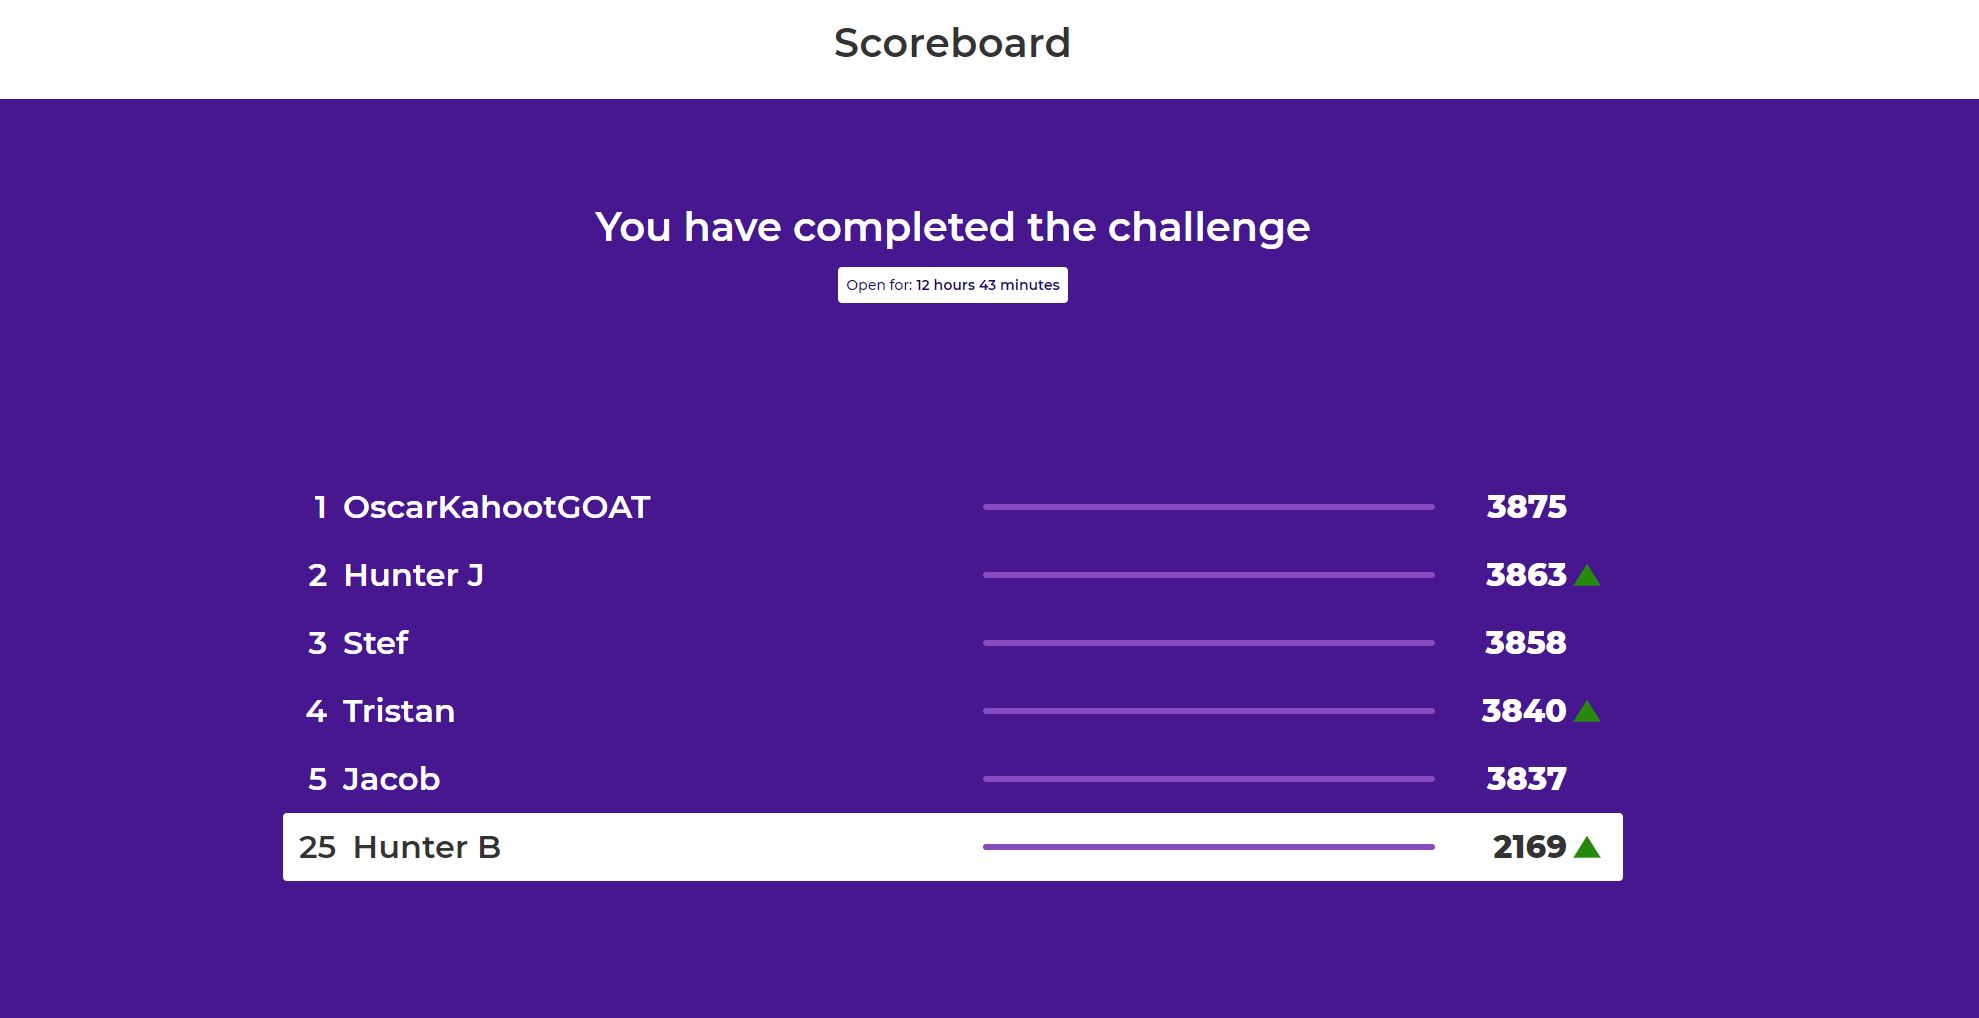 Scoreboard
You have completed the challenge
Open for: 12 hours 43 minutes
1 OscarKahootGOAT 3875
2 Hunter J 3863
3 Stef 3858
4 Tristan 3840
5 Jacob 3837
25 Hunter B 2169